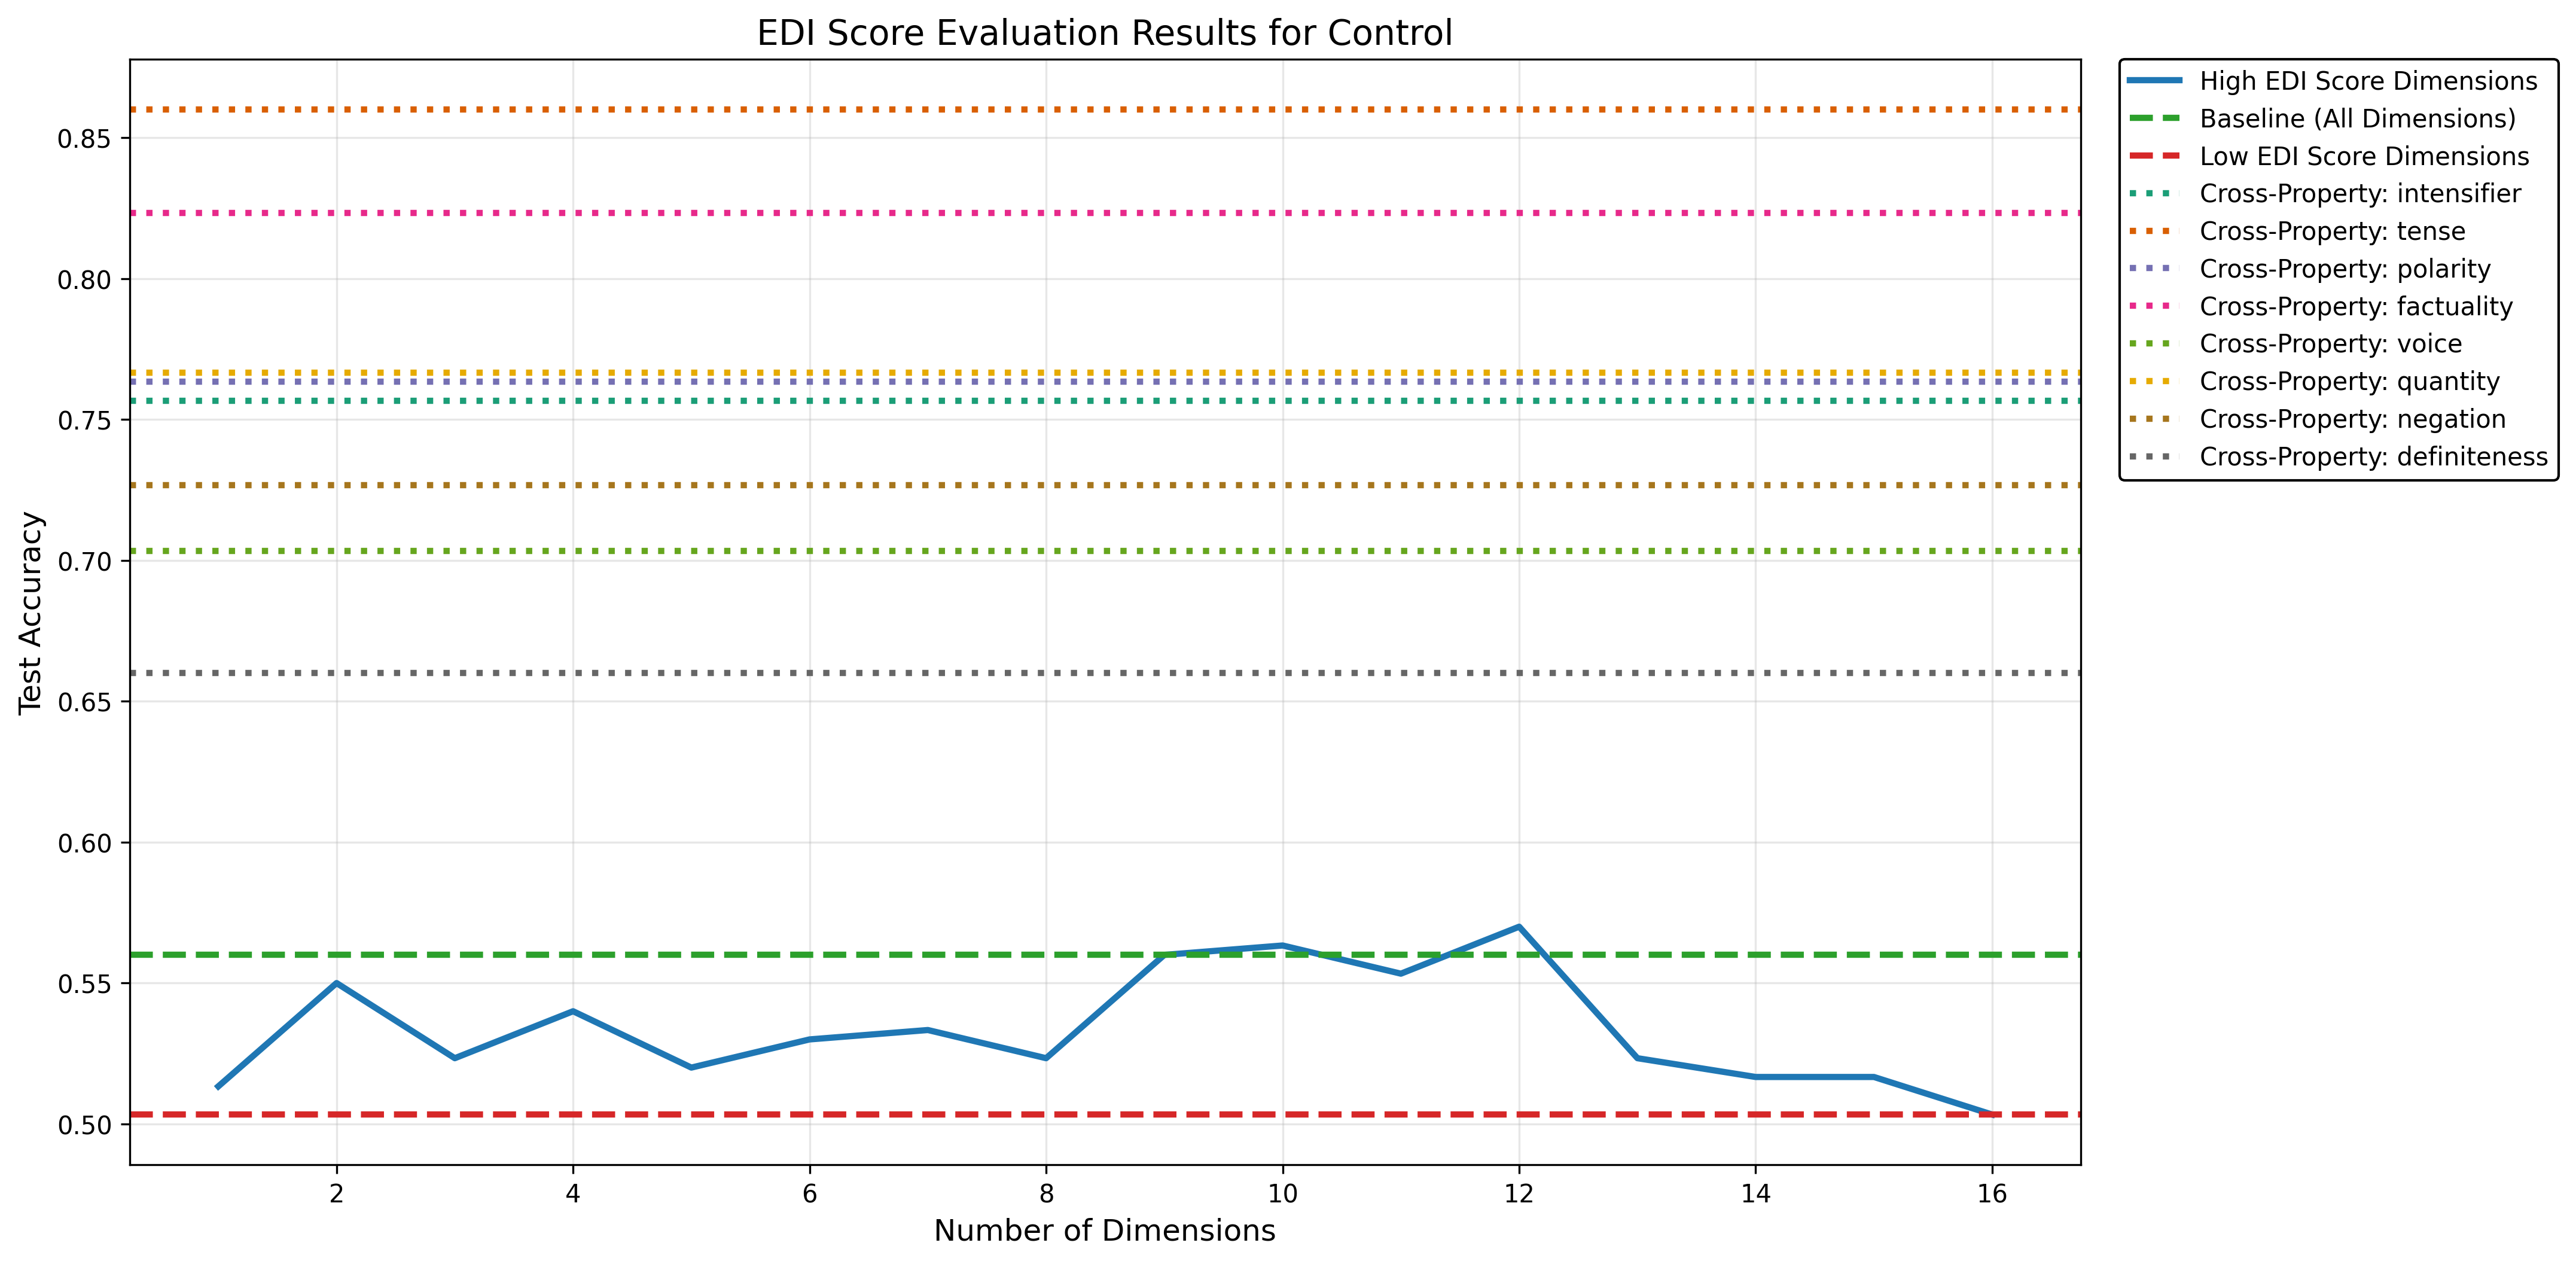 EDI Score Evaluation Results for Control
High EDI Score Dimensions
Baseline (All Dimensions)
Low EDI Score Dimensions
Cross-Property: intensifier
Cross-Property: tense
Cross-Property: polarity
Cross-Property: factuality
Cross-Property: voice
Cross-Property: quantity
Cross-Property: negation
Cross-Property: definiteness
Test Accuracy
0.85
0.80
0.75
0.70
0.65
0.60
0.55
0.50
2 4 6 8 10 12 14 16
Number of Dimensions